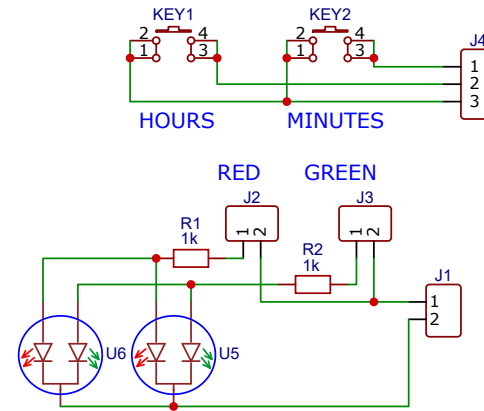 KEY1 KEY2
2 4 2 4
1 3 1 3
J4
1
2
3
HOURS MINUTES
RED GREEN
J2 J3
1 2 1 2
R1
1k
R2
1k
J1
1
2
U6 U5